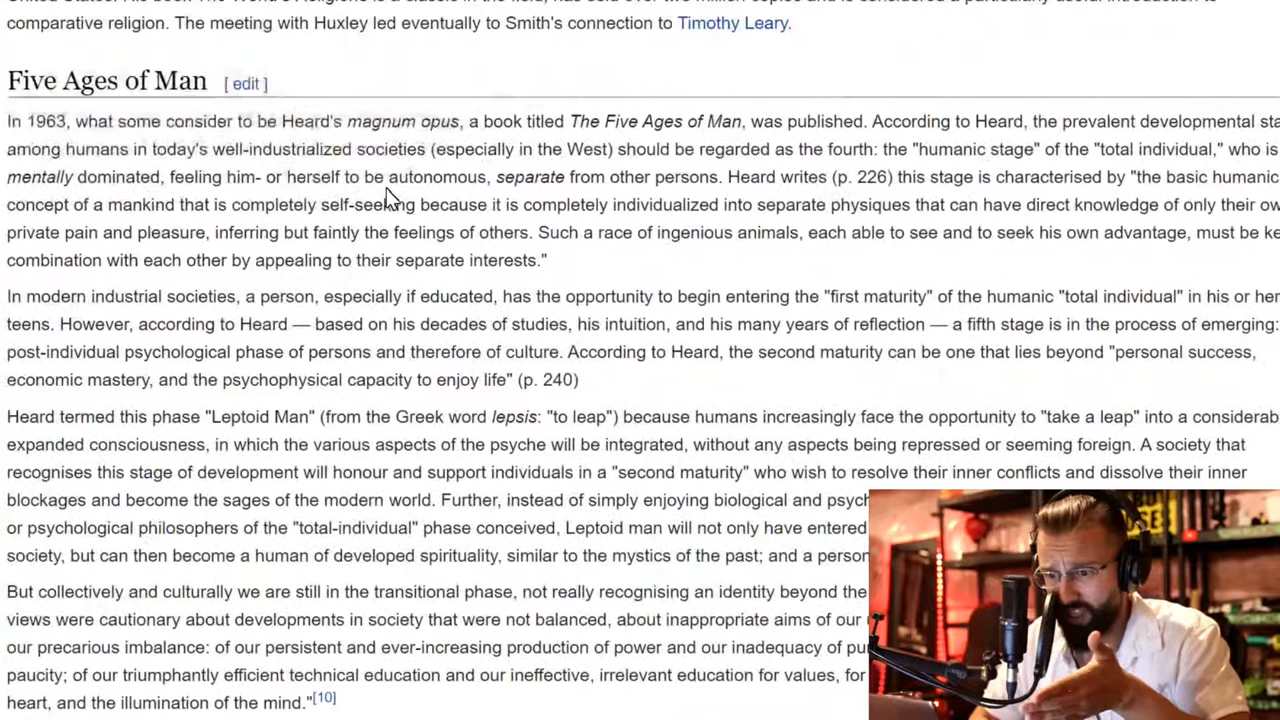 comparative religion. The meeting with Huxley led eventually to Smith's connection to Timothy Leary.
Five Ages of Man [ edit ]
In 1963, what some consider to be Heard's magnum opus, a book titled The Five Ages of Man, was published. According to Heard, the prevalent developmental sta
among humans in today's well-industrialized societies (especially in the West) should be regarded as the fourth: the "humanic stage" of the "total individual," who is
mentally dominated, feeling him- or herself to be autonomous, separate from other persons. Heard writes (p. 226) this stage is characterised by "the basic humanic
concept of a mankind that is completely self-seeking because it is completely individualized into separate physiques that can have direct knowledge of only their ow
private pain and pleasure, inferring but faintly the feelings of others. Such a race of ingenious animals, each able to see and to seek his own advantage, must be ke
combination with each other by appealing to their separate interests."
In modern industrial societies, a person, especially if educated, has the opportunity to begin entering the "first maturity" of the humanic "total individual" in his or her
teens. However, according to Heard — based on his decades of studies, his intuition, and his many years of reflection — a fifth stage is in the process of emerging:
post-individual psychological phase of persons and therefore of culture. According to Heard, the second maturity can be one that lies beyond "personal success,
economic mastery, and the psychophysical capacity to enjoy life" (p. 240)
Heard termed this phase "Leptoid Man" (from the Greek word lepsis: "to leap") because humans increasingly face the opportunity to "take a leap" into a considerab
expanded consciousness, in which the various aspects of the psyche will be integrated, without any aspects being repressed or seeming foreign. A society that
recognises this stage of development will honour and support individuals in a "second maturity" who wish to resolve their inner conflicts and dissolve their inner
blockages and become the sages of the modern world. Further, instead of simply enjoying biological and psych
or psychological philosophers of the "total-individual" phase conceived, Leptoid man will not only have entered
society, but can then become a human of developed spirituality, similar to the mystics of the past; and a person
But collectively and culturally we are still in the transitional phase, not really recognising an identity beyond the
views were cautionary about developments in society that were not balanced, about inappropriate aims of our
our precarious imbalance: of our persistent and ever-increasing production of power and our inadequacy of pu
paucity; of our triumphantly efficient technical education and our ineffective, irrelevant education for values, for
heart, and the illumination of the mind."[10]